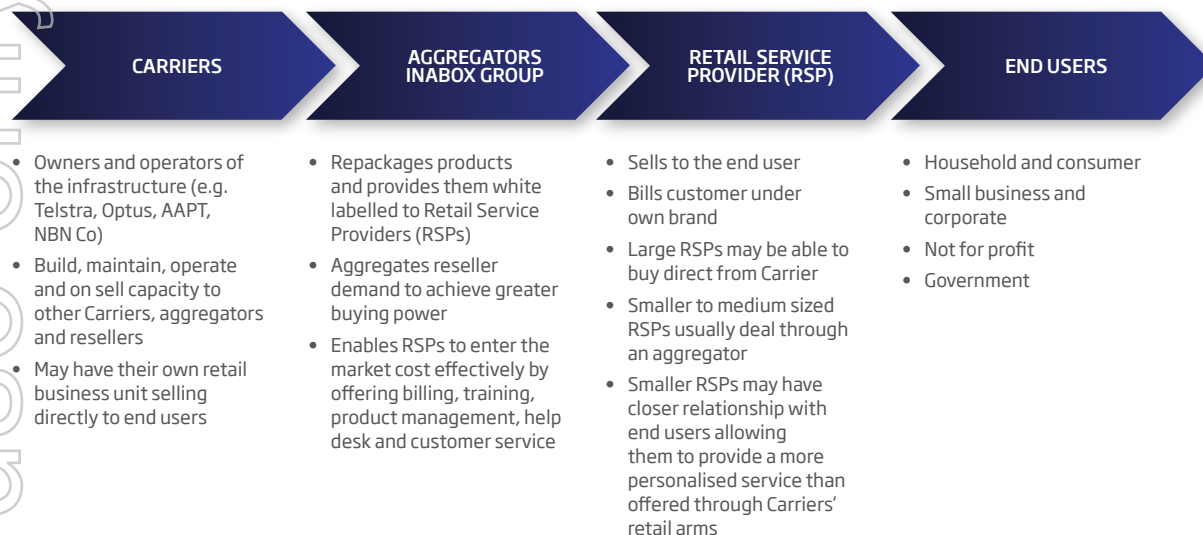 CARRIERS
• Owners and operators of
the infrastructure (e.g.
Telstra, Optus, AAPT,
NBN Co)
• Build, maintain, operate
and on sell capacity to
other Carriers, aggregators
and resellers
• May have their own retail
business unit selling
directly to end users
AGGREGATORS
INABOX GROUP
• Repackages products
and provides them white
labelled to Retail Service
Providers (RSPs)
• Aggregates reseller
demand to achieve greater
buying power
• Enables RSPs to enter the
market cost effectively by
offering billing, training,
product management, help
desk and customer service
RETAIL SERVICE
PROVIDER (RSP)
• Sells to the end user
• Bills customer under
own brand
• Large RSPs may be able to
buy direct from Carrier
• Smaller to medium sized
RSPs usually deal through
an aggregator
• Smaller RSPs may have
closer relationship with
end users allowing
them to provide a more
personalised service than
offered through Carriers’
retail arms
END USERS
• Household and consumer
• Small business and
corporate
• Not for profit
• Government